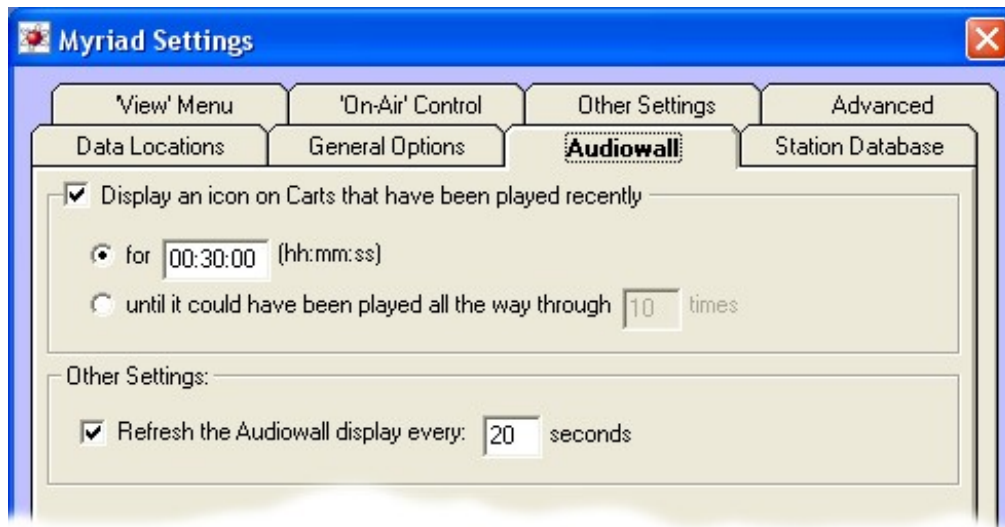 Myriad Settings
'View' Menu 'On-Air' Control Other Settings Advanced
Data Locations General Options Audiowall Station Database
Display an icon on Carts that have been played recently
for 00:30:00 (hh:mm:ss)
until it could have been played all the way through 10 times
Other Settings:
Refresh the Audiowall display every: 20 seconds